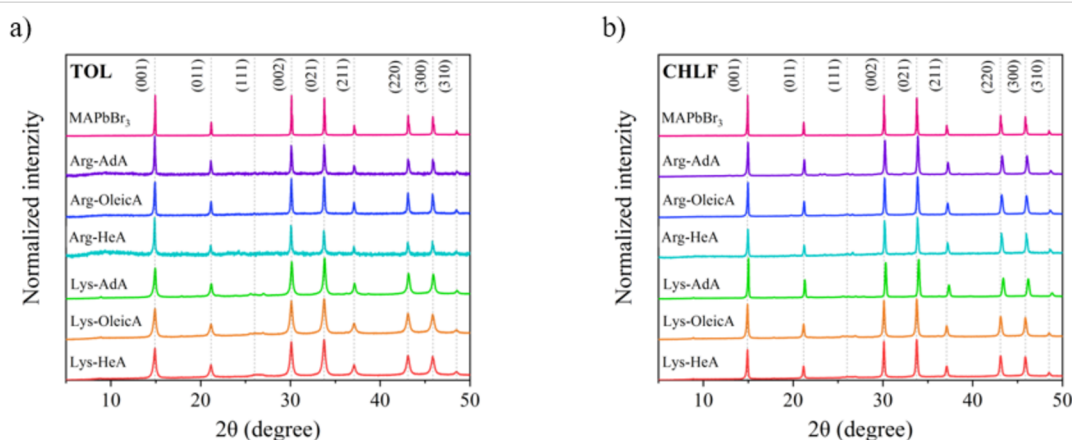 a)
TOL
(001)
(011)
(111)
(002)
(021)
(211)
(220)
(300)
(310)
MAPbBr₃
Arg-AdA
Arg-OleicA
Arg-HeA
Lys-AdA
Lys-OleicA
Lys-HeA
Normalized intenzity
10
20
30
40
50
2θ (degree)
b)
CHLF
(001)
(011)
(111)
(002)
(021)
(211)
(220)
(300)
(310)
MAPbBr₃
Arg-AdA
Arg-OleicA
Arg-HeA
Lys-AdA
Lys-OleicA
Lys-HeA
Normalized intenzity
10
20
30
40
50
2θ (degree)